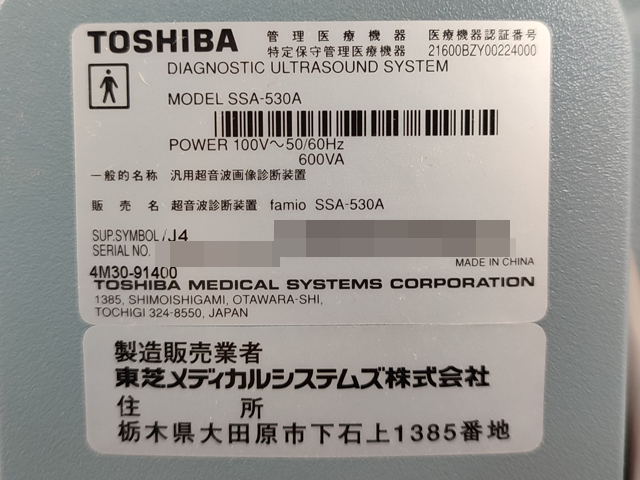 TOSHIBA
管理医療機器 医療機器認証番号
特定保守管理医療機器 21600BZY00224000
DIAGNOSTIC ULTRASOUND SYSTEM
MODEL SSA-530A
POWER 100V～50/60Hz
600VA
一般的名称 汎用超音波画像診断装置
販売名 超音波診断装置 famio SSA-530A
SUP.SYMBOL/J4
SERIAL NO.
MADE IN CHINA
4M30-91400
TOSHIBA MEDICAL SYSTEMS CORPORATION
1385, SHIMOISHIGAMI, OTAWARA-SHI,
TOCHIGI 324-8550, JAPAN
製造販売業者
東芝メディカルシステムズ株式会社
住所
栃木県大田原市下石上1385番地